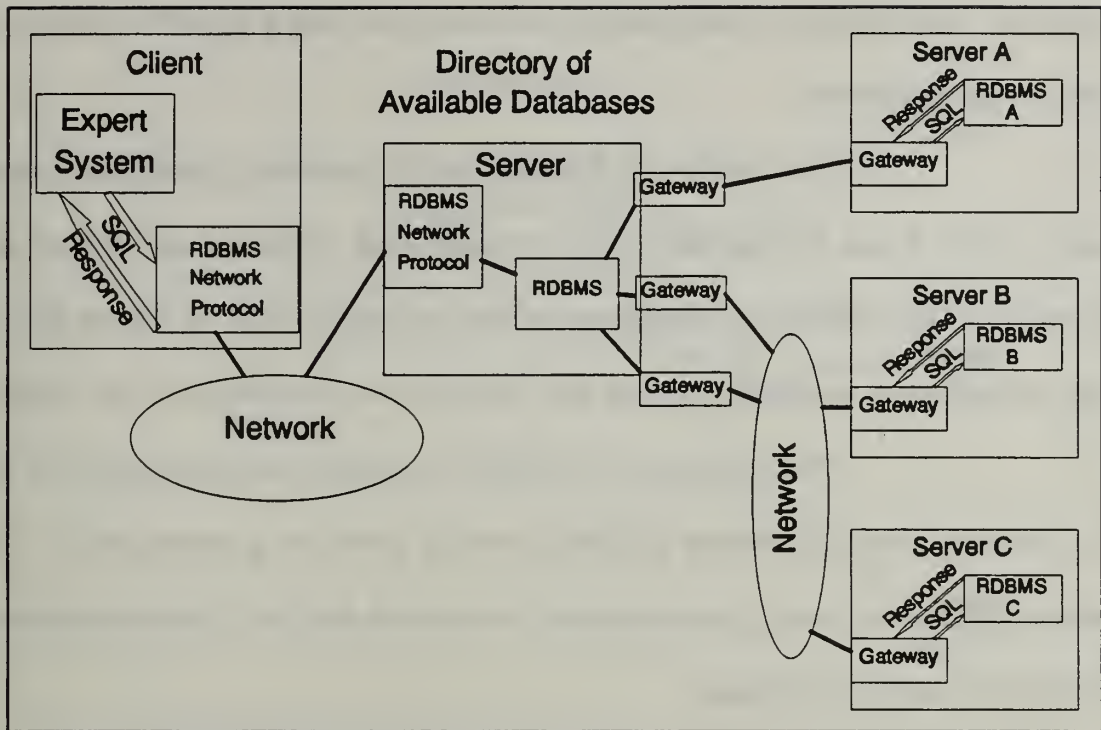 Client
Expert
System
SQL
Response
RDBMS
Network
Protocol
Network
Directory of
Available Databases
Server
RDBMS
Network
Protocol
RDBMS
Gateway
Gateway
Gateway
Network
Server A
Response
SQL
RDBMS
A
Gateway
Server B
Response
SQL
RDBMS
B
Gateway
Server C
Response
SQL
RDBMS
C
Gateway